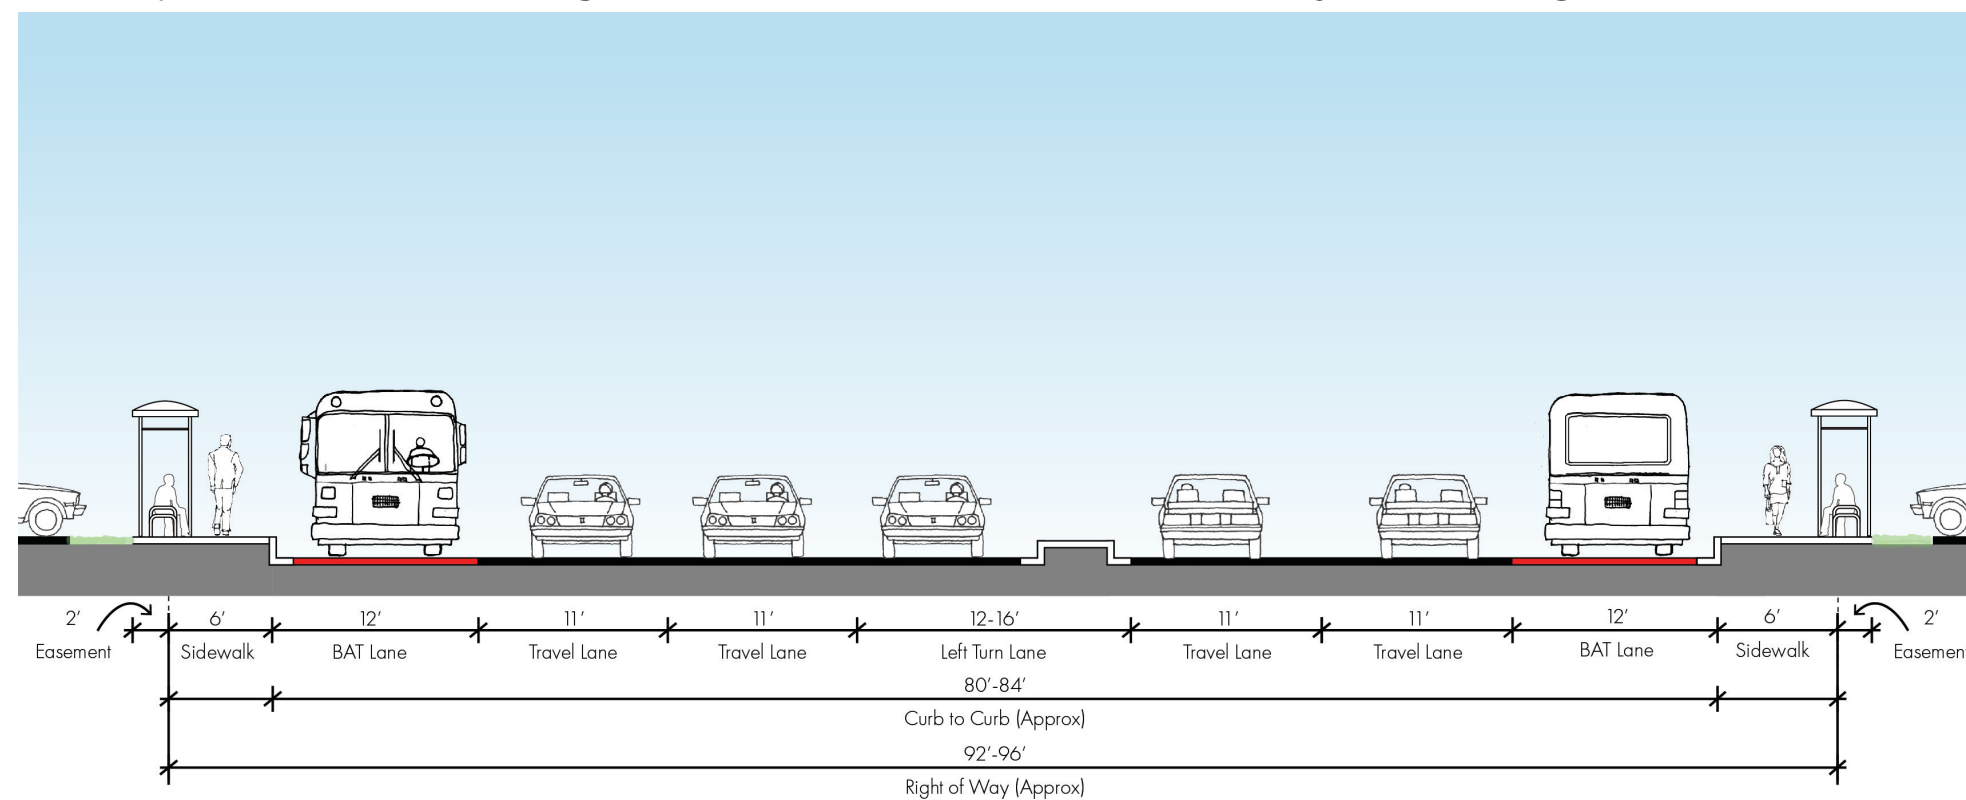 2’ 6’ 12’ 11’ 11’ 12-16’ 11’ 11’ 12’ 6’ 2’
Easement Sidewalk BAT Lane Travel Lane Travel Lane Left Turn Lane Travel Lane Travel Lane BAT Lane Sidewalk Easemen
80’-84’
Curb to Curb (Approx)
92’-96’
Right of Way (Approx)